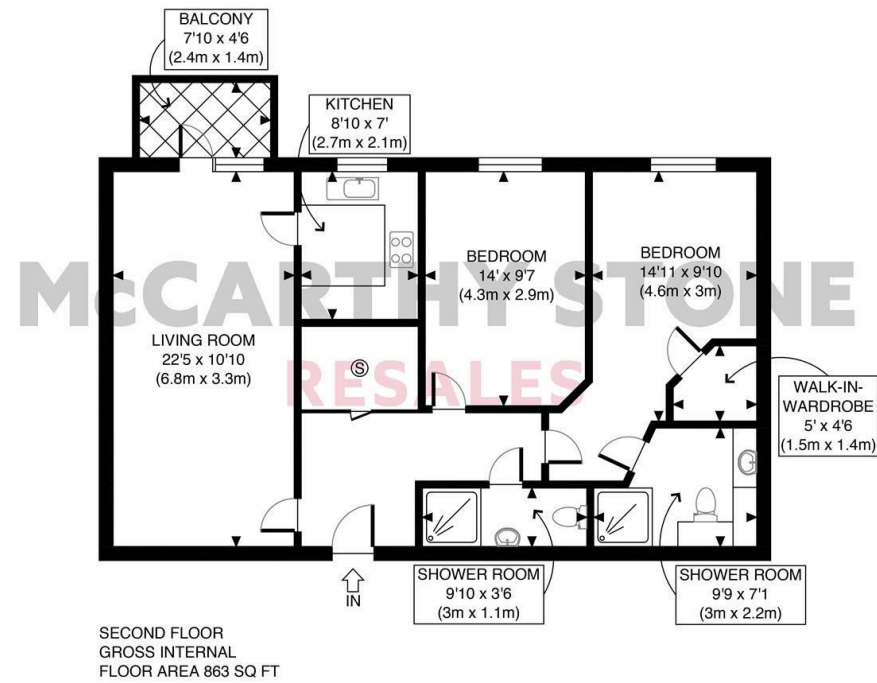 BALCONY
7'10 x 4'6
(2.4m x 1.4m)
KITCHEN
8'10 x 7'
(2.7m x 2.1m)
BEDROOM
14' x 9'7
(4.3m x 2.9m)
BEDROOM
14'11 x 9'10
(4.6m x 3m)
McCARTHY STONE
RESALES
LIVING ROOM
22'5 x 10'10
(6.8m x 3.3m)
S
WALK-IN-
WARDROBE
5' x 4'6
(1.5m x 1.4m)
SHOWER ROOM
9'10 x 3'6
(3m x 1.1m)
SHOWER ROOM
9'9 x 7'1
(3m x 2.2m)
IN
SECOND FLOOR
GROSS INTERNAL
FLOOR AREA 863 SQ FT